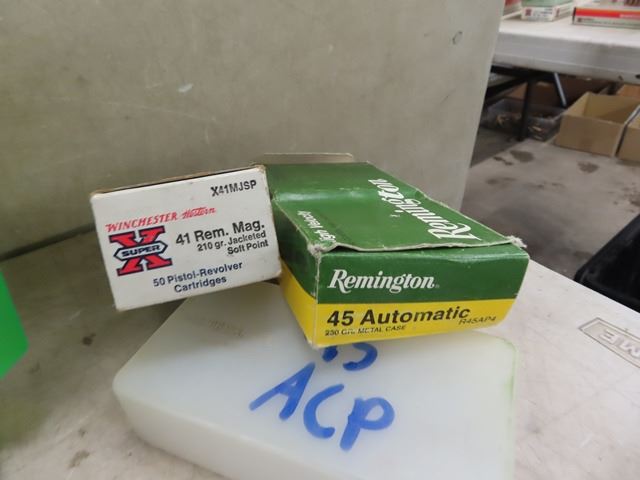 X41MJSP
WINCHESTER Western
SUPER X
41 Rem. Mag.
210 gr. Jacketed
Soft Point
50 Pistol-Revolver
Cartridges
Remington
Remington
45 Automatic
R45AP4
230 GR. METAL CASE
45
ACP